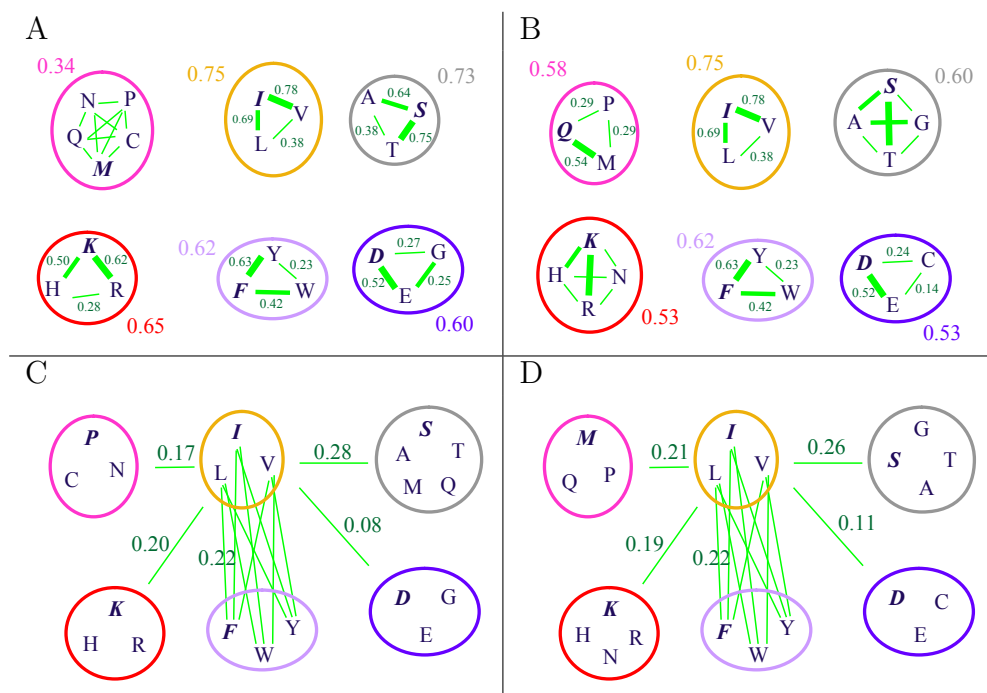 A
0.34
N P
Q C
M
0.75
I 0.78 V
0.69
L 0.38
0.73
A 0.64 S
0.38 0.75
T
K
0.50 0.62
H R
0.28
0.65
0.62
Y
0.63 0.23
F W
0.42
0.27
D G
0.52 0.25
E
0.60
B
0.58
0.29 P
Q 0.29
0.54 M
0.75
I 0.78
0.69 V
L 0.38
0.60
S
A G
T
K
H N
R
0.53
0.62
Y
0.63 0.23
F W
0.42
0.24 C
D
0.52 0.14
E
0.53
C
P
C N
0.17
I
L V
0.28
S
A T
M Q
0.20
0.22
0.08
K
H R
F Y
W
D G
E
D
M
Q P
0.21
I
L V
0.26
G
S T
A
0.19
0.22
0.11
K
H R
N
F Y
W
D C
E